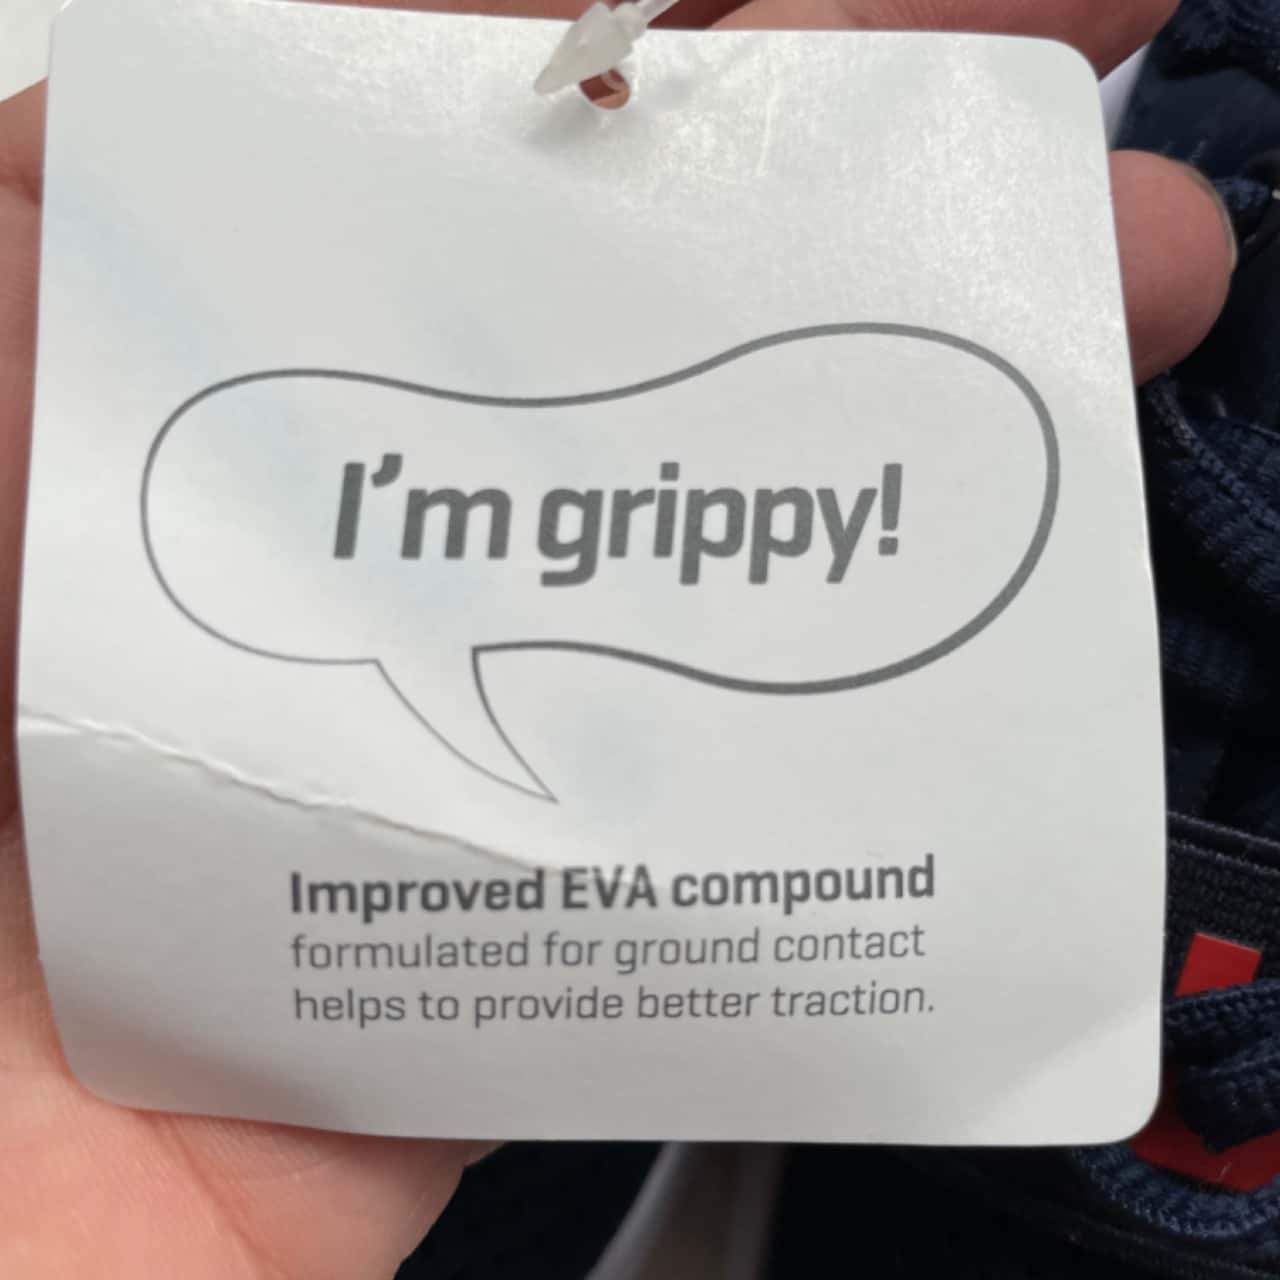 I'm grippy!
Improved EVA compound
formulated for ground contact
helps to provide better traction.